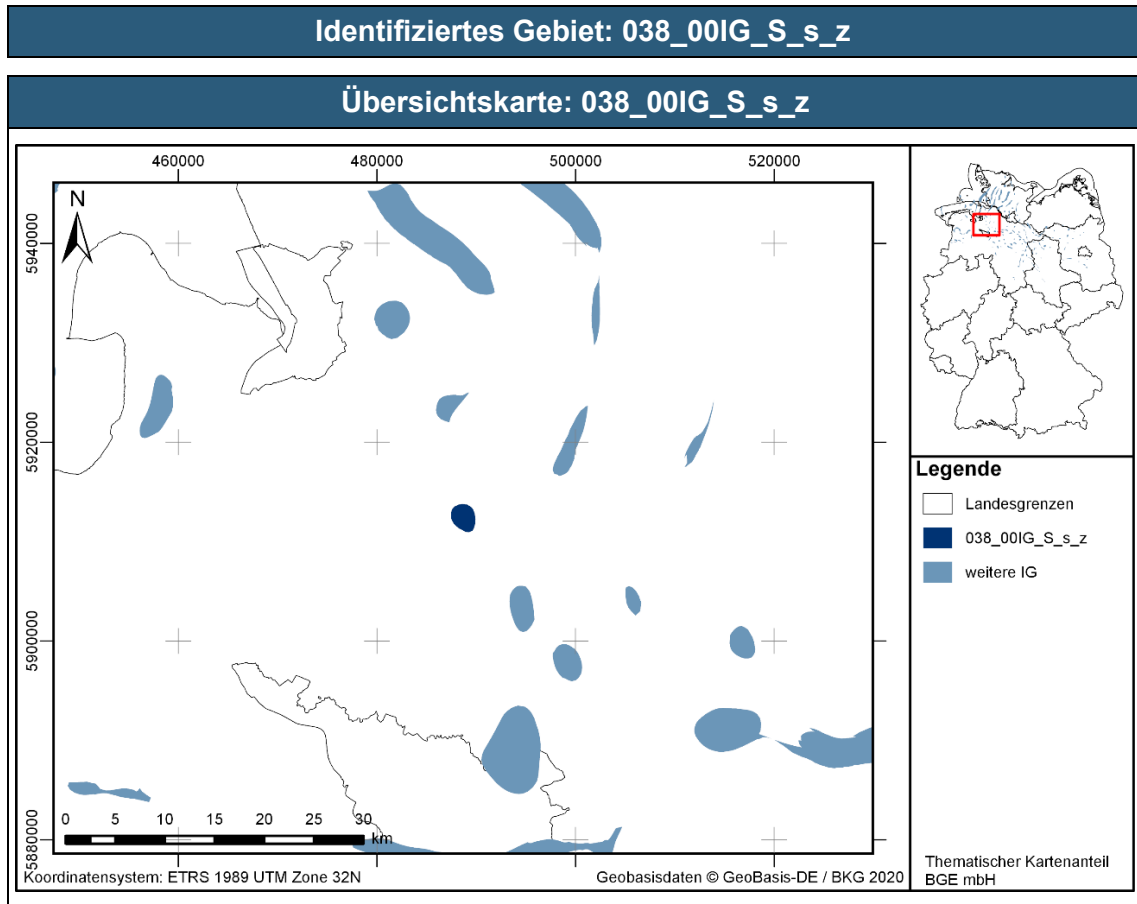 Identifiziertes Gebiet: 038_00IG_S_s_z
Übersichtskarte: 038_00IG_S_s_z
460000 480000 500000 520000
N
5940000
5920000
5900000
5880000
0 5 10 15 20 25 30
km
Koordinatensystem: ETRS 1989 UTM Zone 32N
Geobasisdaten © GeoBasis-DE / BKG 2020
Legende
Landesgrenzen
038_00IG_S_s_z
weitere IG
Thematischer Kartenanteil
BGE mbH